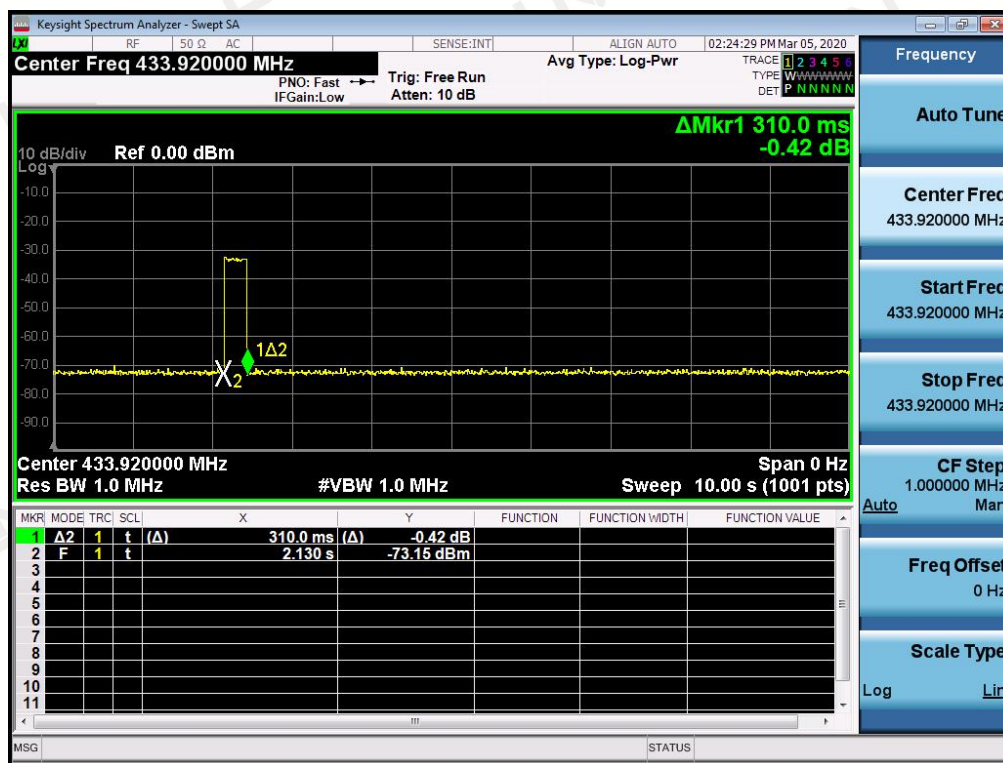 Keysight Spectrum Analyzer - Swept SA
LXI RF 50 Ω AC SENSE:INT ALIGN AUTO 02:24:29 PM Mar 05, 2020
Center Freq 433.920000 MHz
PNO: Fast
IFGain:Low
Trig: Free Run
Atten: 10 dB
Avg Type: Log-Pwr
TRACE 1 2 3 4 5 6
TYPE WWWWWW
DET P N N N N N
ΔMkr1 310.0 ms
-0.42 dB
10 dB/div Ref 0.00 dBm
Log
-10.0
-20.0
-30.0
-40.0
-50.0
-60.0
-70.0
-80.0
-90.0
1Δ2
X2
Center 433.920000 MHz Span 0 Hz
Res BW 1.0 MHz #VBW 1.0 MHz Sweep 10.00 s (1001 pts)
MKR MODE TRC SCL X Y FUNCTION FUNCTION WIDTH FUNCTION VALUE
1 Δ2 1 t (Δ) 310.0 ms (Δ) -0.42 dB
2 F 1 t 2.130 s -73.15 dBm
3
4
5
6
7
8
9
10
11
MSG STATUS
Frequency
Auto Tune
Center Freq
433.920000 MHz
Start Freq
433.920000 MHz
Stop Freq
433.920000 MHz
CF Step
1.000000 MHz
Auto Man
Freq Offset
0 Hz
Scale Type
Log Lin